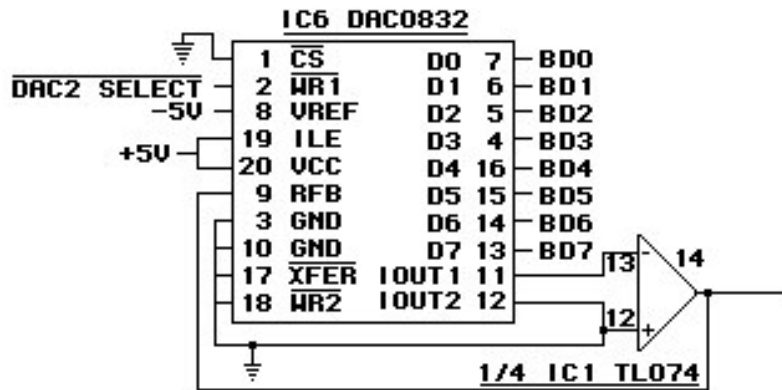 IC6 DAC0832
1 CS D0 7 BD0
DAC2 SELECT 2 WR1 D1 6 BD1
-5V 8 VREF D2 5 BD2
19 ILE D3 4 BD3
+5V
20 VCC D4 16 BD4
9 RFB D5 15 BD5
3 GND D6 14 BD6
10 GND D7 13 BD7
17 XFER IOUT1 11 13 - 14
18 WR2 IOUT2 12 12 +
1/4 IC1 TL074